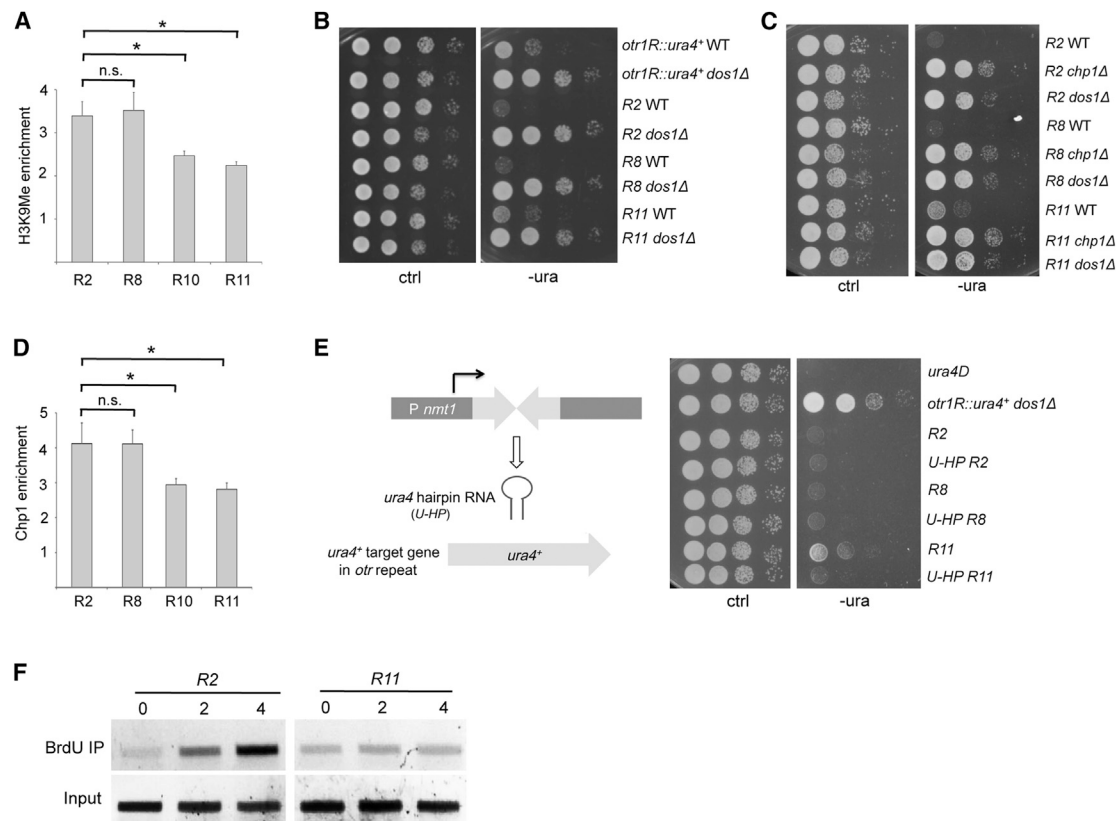 A
*
*
n.s.
H3K9Me enrichment
4
3
2
1
R2 R8 R10 R11
B
otr1R::ura4+ WT
otr1R::ura4+ dos1Δ
R2 WT
R2 dos1Δ
R8 WT
R8 dos1Δ
R11 WT
R11 dos1Δ
ctrl -ura
C
R2 WT
R2 chp1Δ
R2 dos1Δ
R8 WT
R8 chp1Δ
R8 dos1Δ
R11 WT
R11 chp1Δ
R11 dos1Δ
ctrl -ura
D
*
*
n.s.
Chp1 enrichment
5
4
3
2
1
0
R2 R8 R10 R11
E
P nmt1
ura4 hairpin RNA
(U-HP)
ura4+ target gene
in otr repeat
ura4+
ura4D
otr1R::ura4+ dos1Δ
R2
U-HP R2
R8
U-HP R8
R11
U-HP R11
ctrl -ura
F
R2 R11
0 2 4 0 2 4
BrdU IP
Input